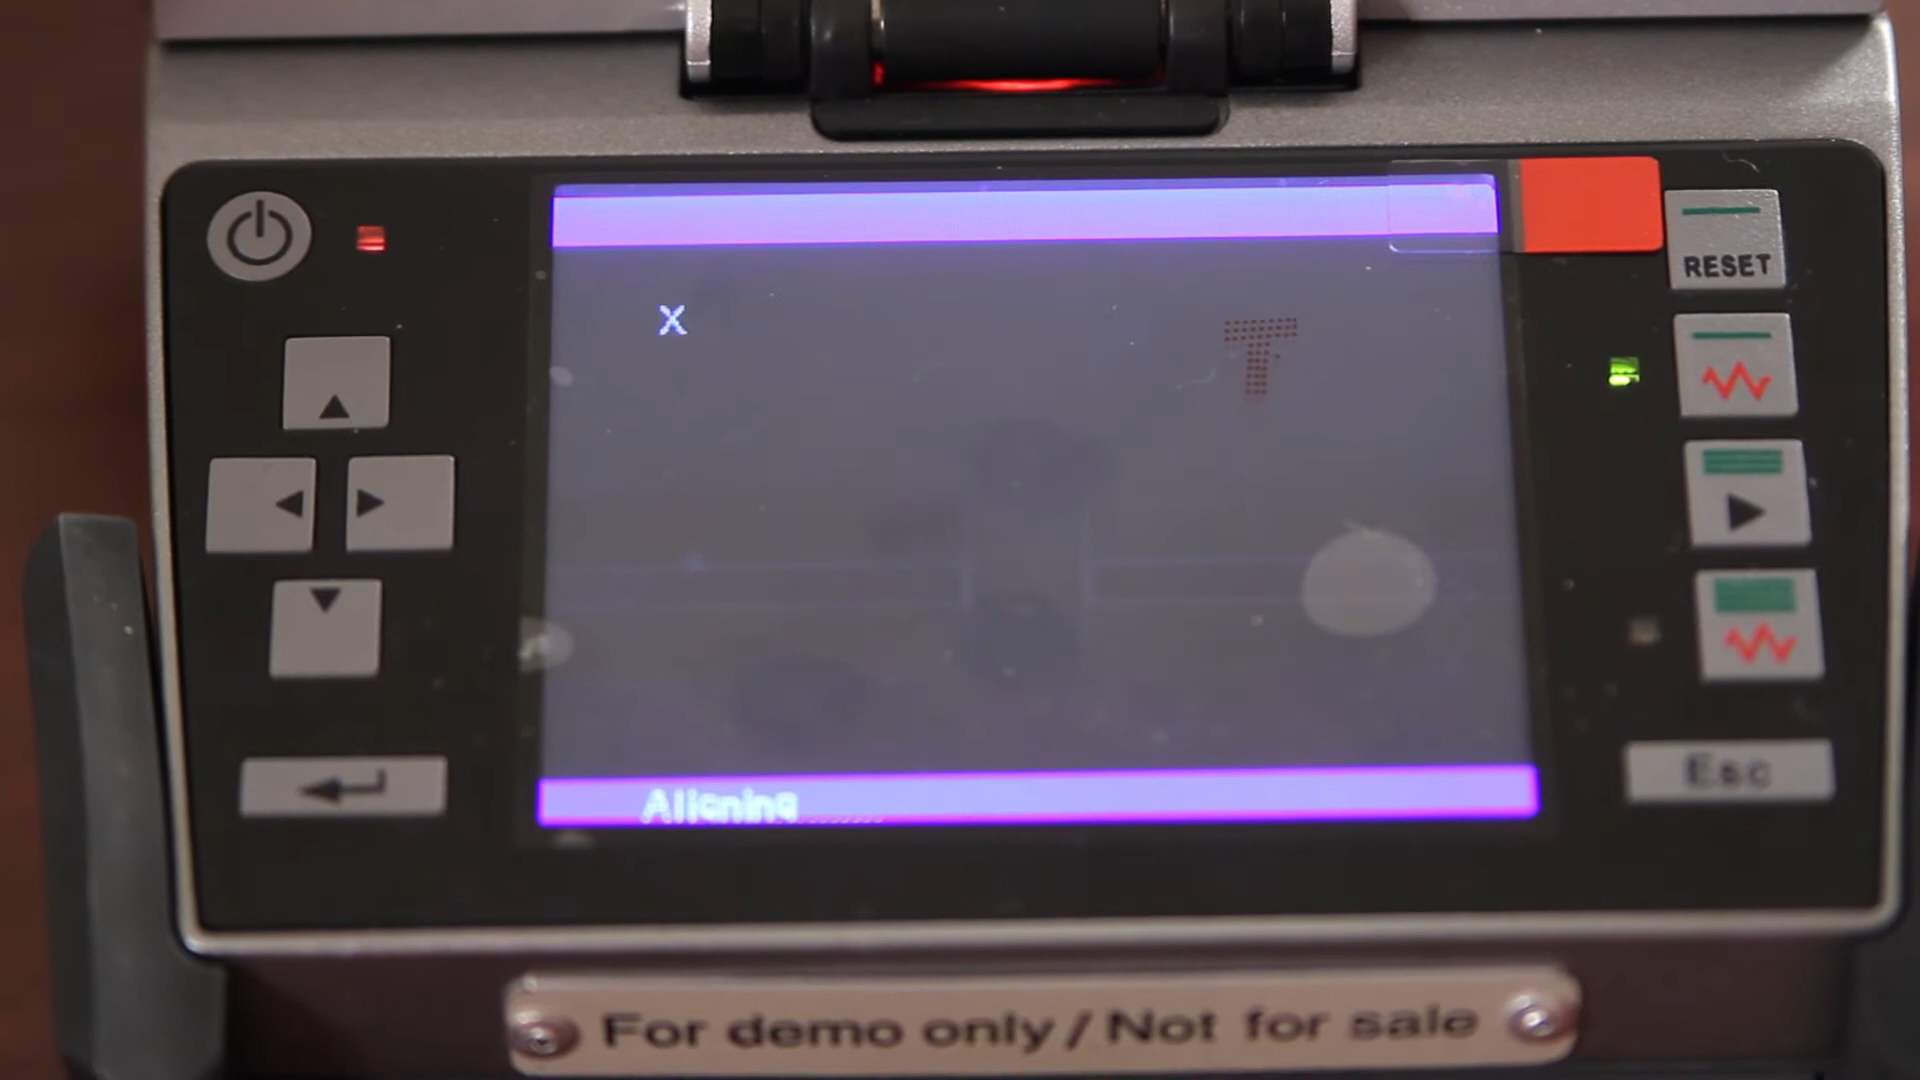 RESET
X
T
Aligning
Esc
For demo only / Not for sale